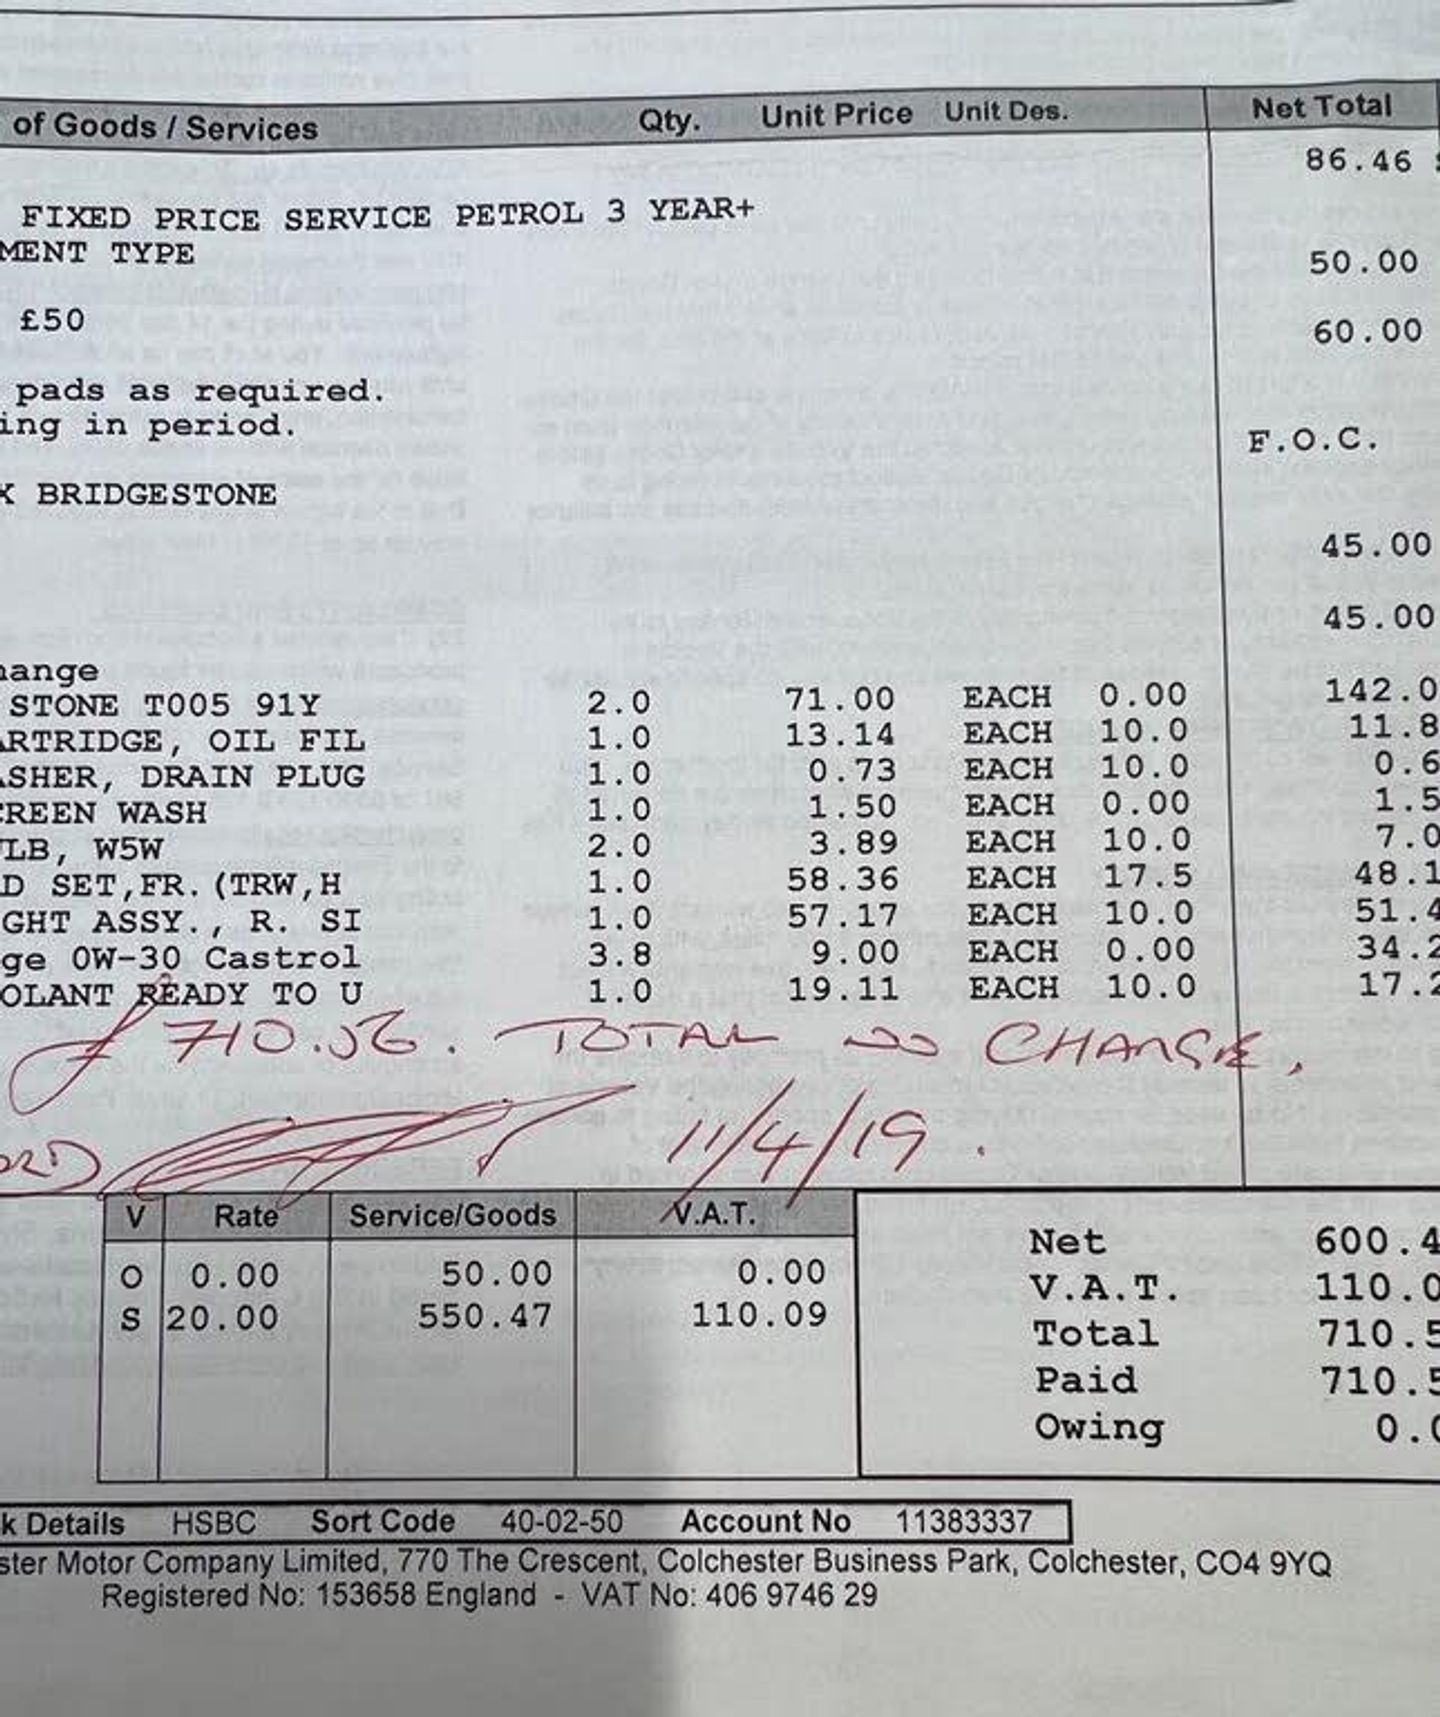 of Goods / Services Qty. Unit Price Unit Des. Net Total
86.46
FIXED PRICE SERVICE PETROL 3 YEAR+
MENT TYPE 50.00
£50 60.00
pads as required.
ing in period. F.O.C.
K BRIDGESTONE
45.00
45.00
hange
STONE T005 91Y 2.0 71.00 EACH 0.00 142.0
ARTRIDGE, OIL FIL 1.0 13.14 EACH 10.0 11.8
ASHER, DRAIN PLUG 1.0 0.73 EACH 10.0 0.6
CREEN WASH 1.0 1.50 EACH 0.00 1.5
ULB, W5W 2.0 3.89 EACH 10.0 7.0
D SET,FR.(TRW,H 1.0 58.36 EACH 17.5 48.1
GHT ASSY., R. SI 1.0 57.17 EACH 10.0 51.4
ge 0W-30 Castrol 3.8 9.00 EACH 0.00 34.2
OLANT READY TO U 1.0 19.11 EACH 10.0 17.2
£710.56. TOTAL NO CHARGE.
11/4/19.
V Rate Service/Goods V.A.T.
O 0.00 50.00 0.00
S 20.00 550.47 110.09
Net 600.4
V.A.T. 110.0
Total 710.5
Paid 710.5
Owing 0.0
k Details HSBC Sort Code 40-02-50 Account No 11383337
ster Motor Company Limited, 770 The Crescent, Colchester Business Park, Colchester, CO4 9YQ
Registered No: 153658 England - VAT No: 406 9746 29